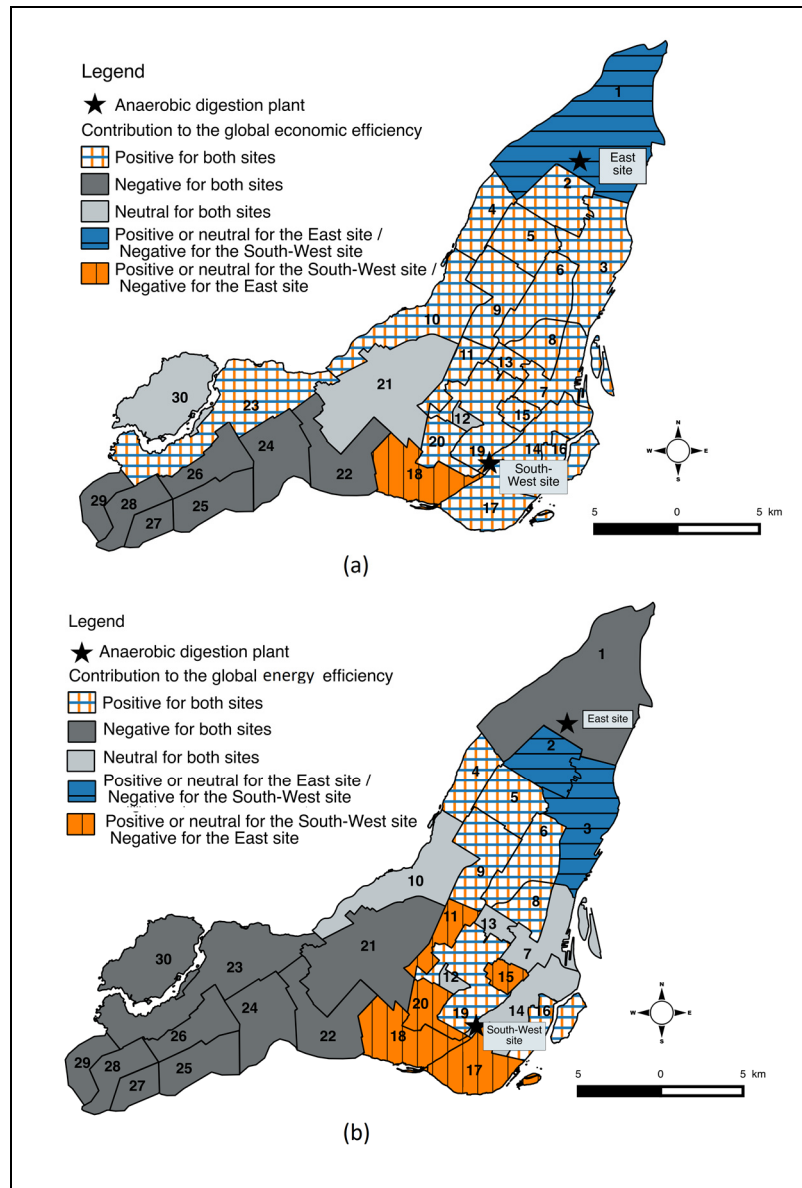 Legend
Anaerobic digestion plant
Contribution to the global economic efficiency
Positive for both sites
Negative for both sites
Neutral for both sites
Positive or neutral for the East site /
Negative for the South-West site
Positive or neutral for the South-West site /
Negative for the East site
1
East
site
2
4
5
6
3
10
9
8
11
13
21
7
30
23
12
15
20
24
19
14
16
26
22
18
South-
West site
29
28
25
17
27
N
W
E
S
5
0
5 km
(a)
Legend
Anaerobic digestion plant
Contribution to the global energy efficiency
Positive for both sites
Negative for both sites
Neutral for both sites
Positive or neutral for the East site /
Negative for the South-West site
Positive or neutral for the South-West site
Negative for the East site
1
East site
2
4
5
6
3
9
10
8
11
13
21
7
30
23
12
15
20
24
19
14
16
26
22
18
South-West
site
29
28
25
17
27
N
W
E
S
5
0
5 km
(b)